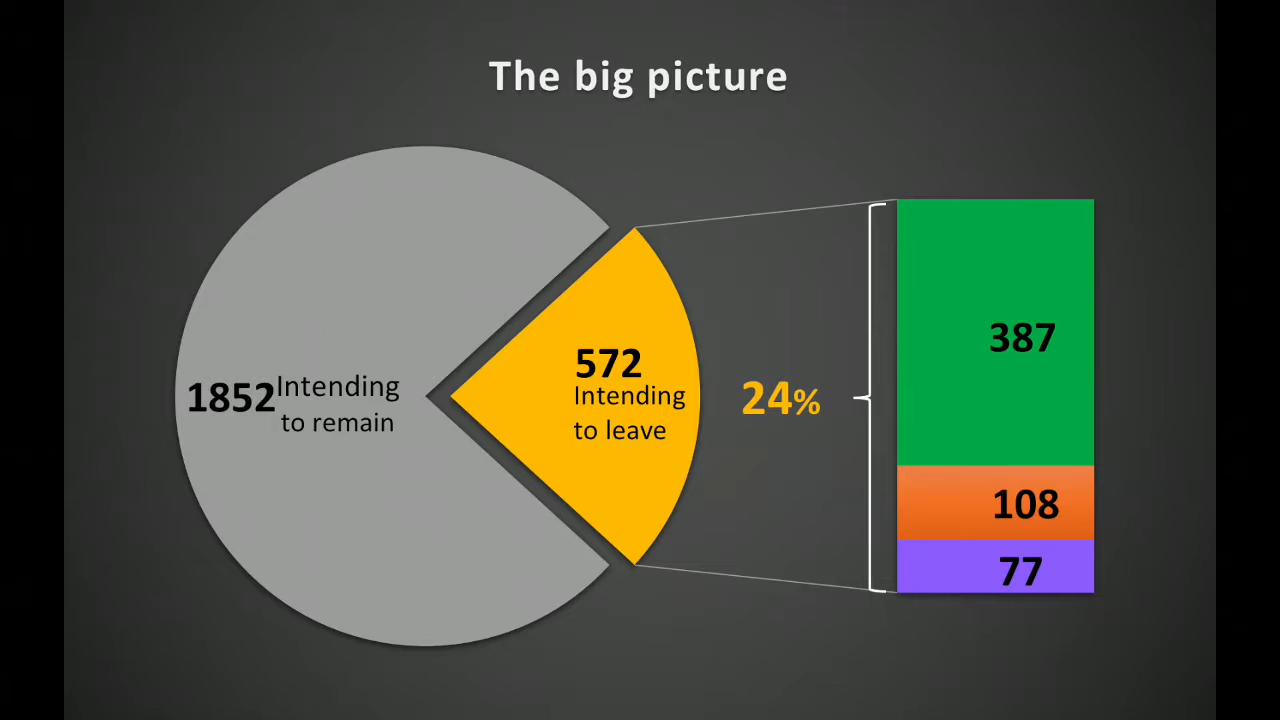 The big picture
1852 Intending
to remain
572
Intending
to leave
24%
387
108
77